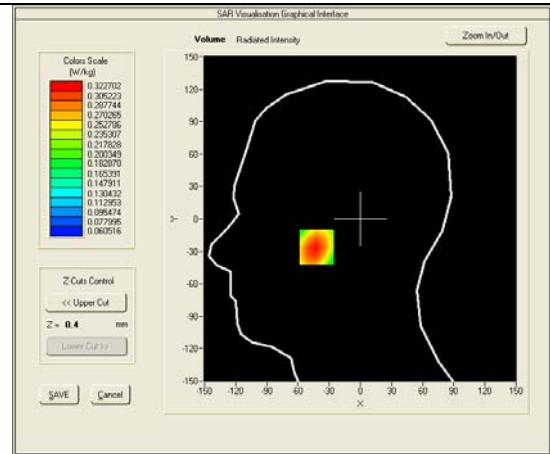 SAR Visualisation Graphical Interface
Volume Radiated Intensity
Zoom In/Out
Colors Scale
(W/kg)
0.322702
0.305223
0.287744
0.270265
0.252786
0.235307
0.217828
0.200349
0.182870
0.165391
0.147911
0.130432
0.112953
0.095474
0.077995
0.060516
Z Cuts Control
<< Upper Cut
Z = 0.4 mm
Lower Cut >>
SAVE Cancel
150-
120-
90-
60-
30-
0-
-30-
-60-
-90-
-120-
-150-
Y
-150 -120 -90 -60 -30 0 30 60 90 120 150
X